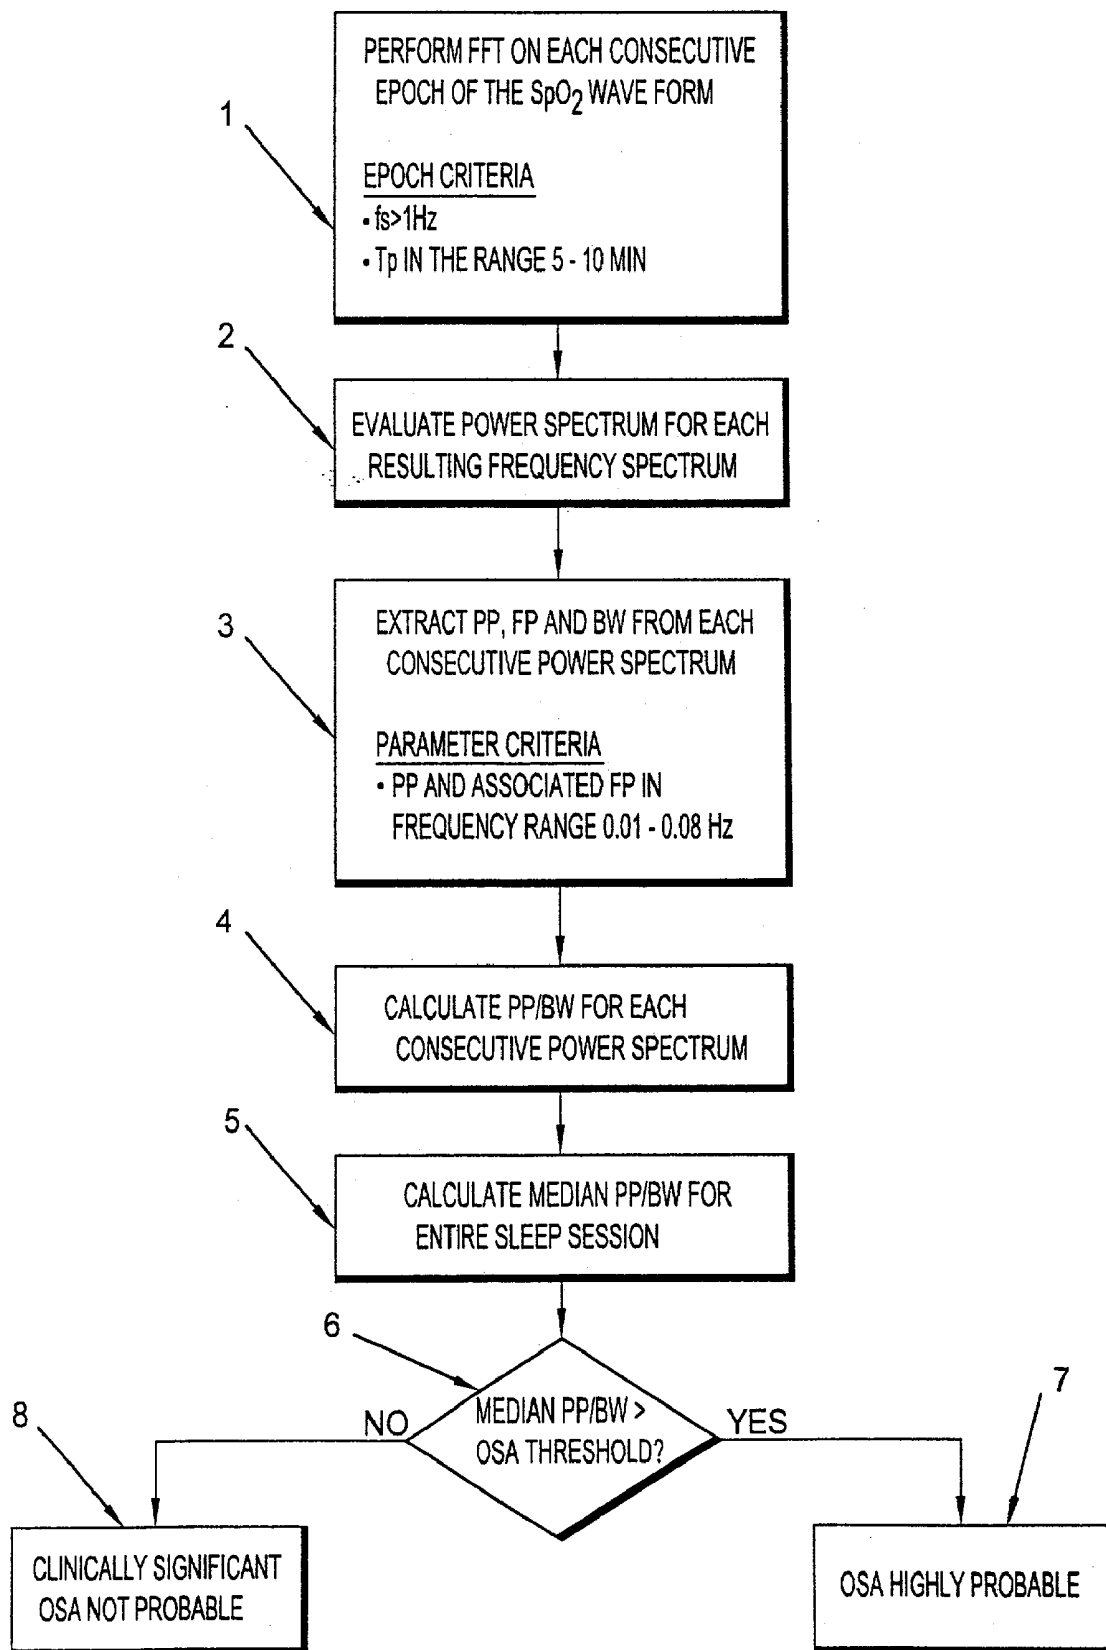 1
PERFORM FFT ON EACH CONSECUTIVE
EPOCH OF THE SpO2 WAVE FORM
EPOCH CRITERIA
• fs>1Hz
• Tp IN THE RANGE 5 - 10 MIN
2
EVALUATE POWER SPECTRUM FOR EACH
RESULTING FREQUENCY SPECTRUM
3
EXTRACT PP, FP AND BW FROM EACH
CONSECUTIVE POWER SPECTRUM
PARAMETER CRITERIA
• PP AND ASSOCIATED FP IN
FREQUENCY RANGE 0.01 - 0.08 Hz
4
CALCULATE PP/BW FOR EACH
CONSECUTIVE POWER SPECTRUM
5
CALCULATE MEDIAN PP/BW FOR
ENTIRE SLEEP SESSION
6
MEDIAN PP/BW >
OSA THRESHOLD?
NO
YES
8
CLINICALLY SIGNIFICANT
OSA NOT PROBABLE
7
OSA HIGHLY PROBABLE